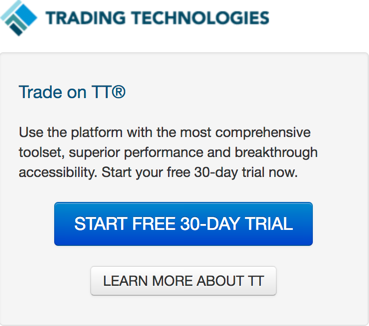 TRADING TECHNOLOGIES
Trade on TT®
Use the platform with the most comprehensive
toolset, superior performance and breakthrough
accessibility. Start your free 30-day trial now.
START FREE 30-DAY TRIAL
LEARN MORE ABOUT TT